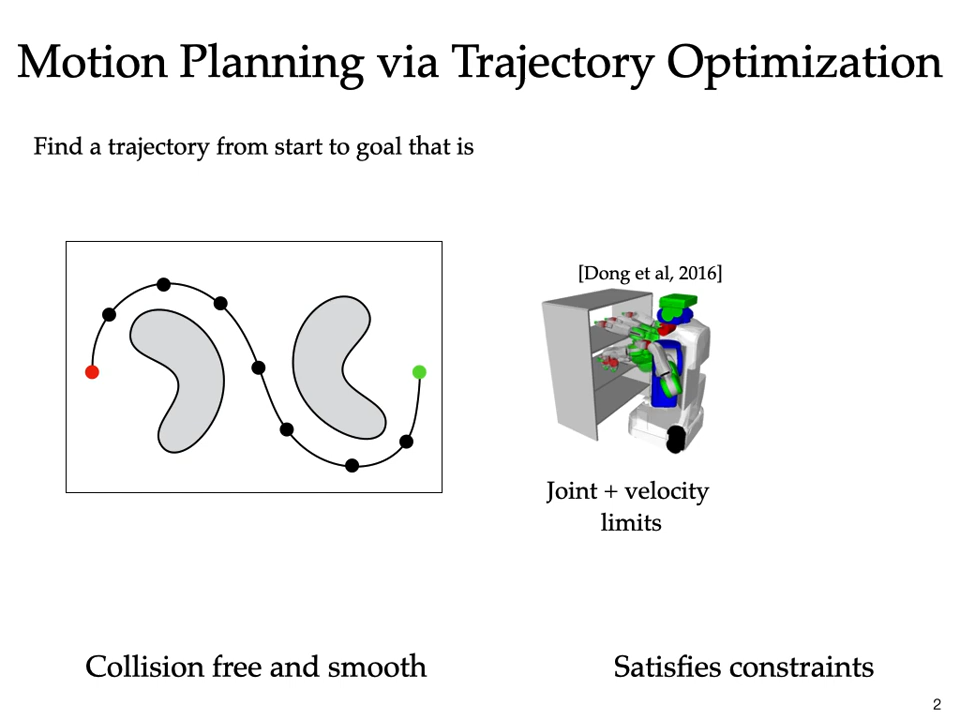 Motion Planning via Trajectory Optimization
Find a trajectory from start to goal that is
[Dong et al, 2016]
Joint + velocity
limits
Collision free and smooth
Satisfies constraints
2